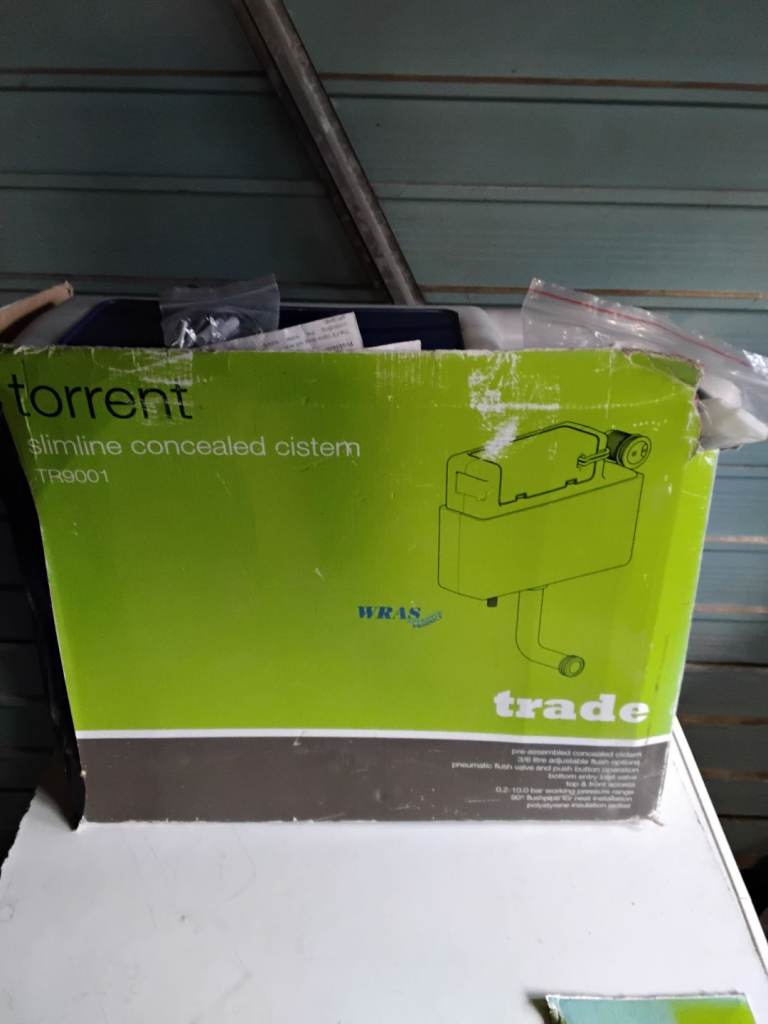 torrent
slimline concealed cistern
TR9001
WRAS
trade
pre-assembled concealed cistern
3/6 litre adjustable flush options
pneumatic flush valve and push button operation
bottom entry inlet valve
top & front access
0.2-10.0 bar working pressure range
90° flushpipe for neat installation
polystyrene insulation jacket